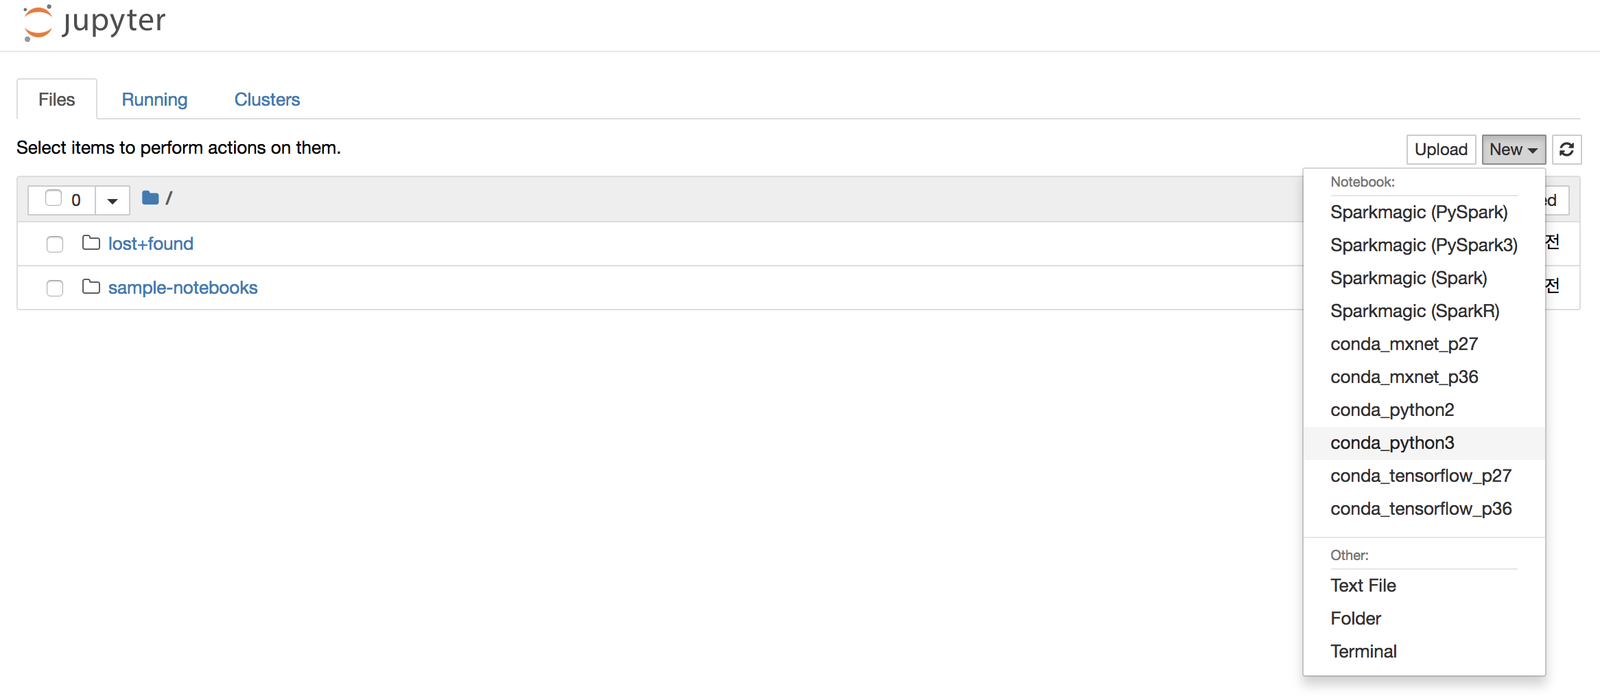 jupyter
Files
Running
Clusters
Select items to perform actions on them.
Upload
New
0
/
Notebook:
Sparkmagic (PySpark)
Sparkmagic (PySpark3)
Sparkmagic (Spark)
Sparkmagic (SparkR)
conda_mxnet_p27
conda_mxnet_p36
conda_python2
conda_python3
conda_tensorflow_p27
conda_tensorflow_p36
Other:
Text File
Folder
Terminal
lost+found
전
sample-notebooks
전